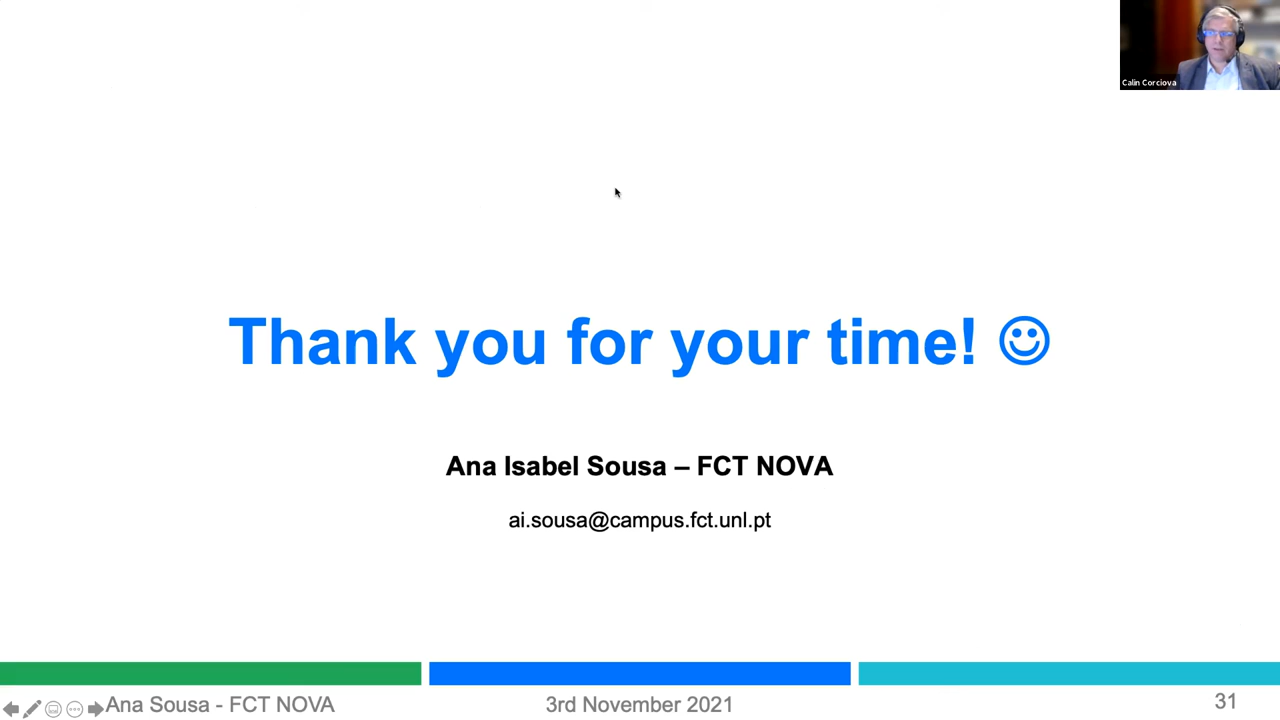 Calin Corciova
Thank you for your time! ☺
Ana Isabel Sousa – FCT NOVA
ai.sousa@campus.fct.unl.pt
Ana Sousa - FCT NOVA
3rd November 2021
31